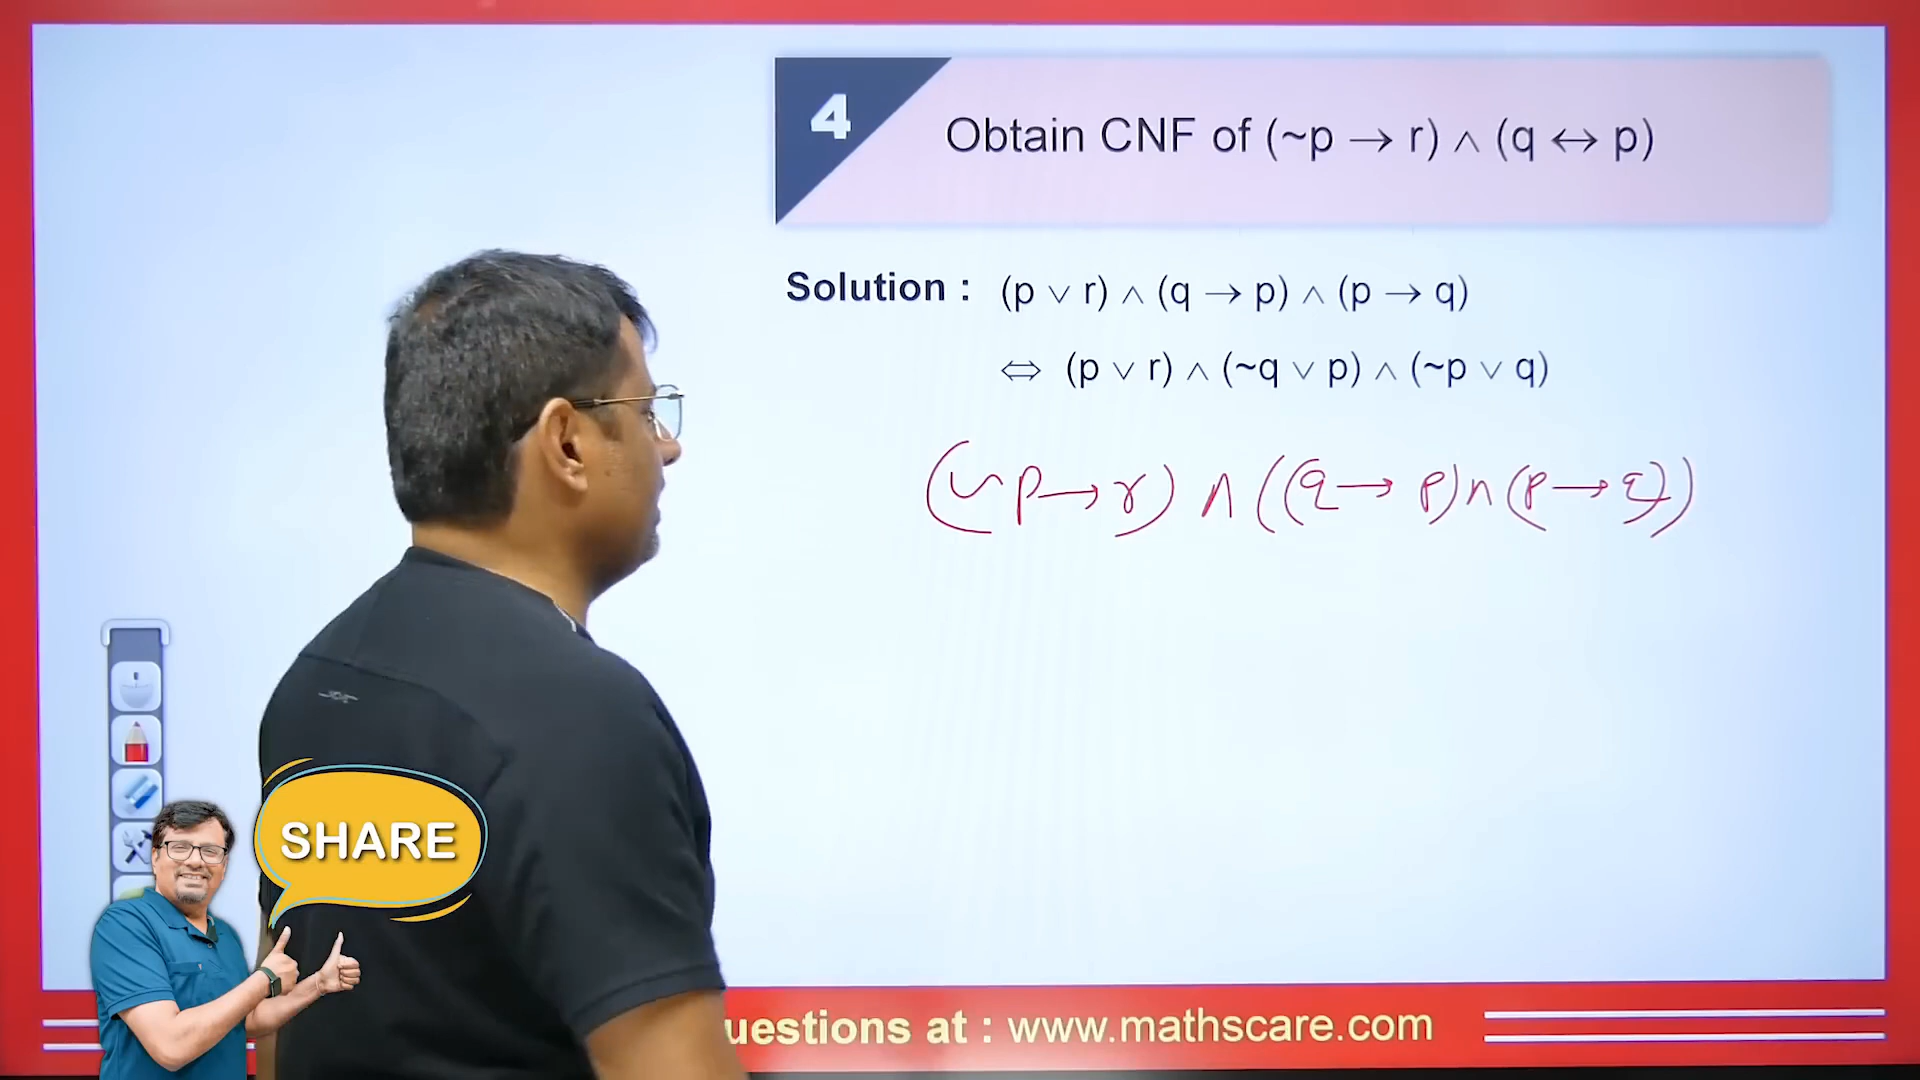 4
Obtain CNF of (~p → r) ∧ (q ↔ p)
Solution : (p ∨ r) ∧ (q → p) ∧ (p → q)
⇔ (p ∨ r) ∧ (~q ∨ p) ∧ (~p ∨ q)
(~p → r) ∧ ((q → p) ∧ (p → q))
SHARE
uestions at : www.mathscare.com